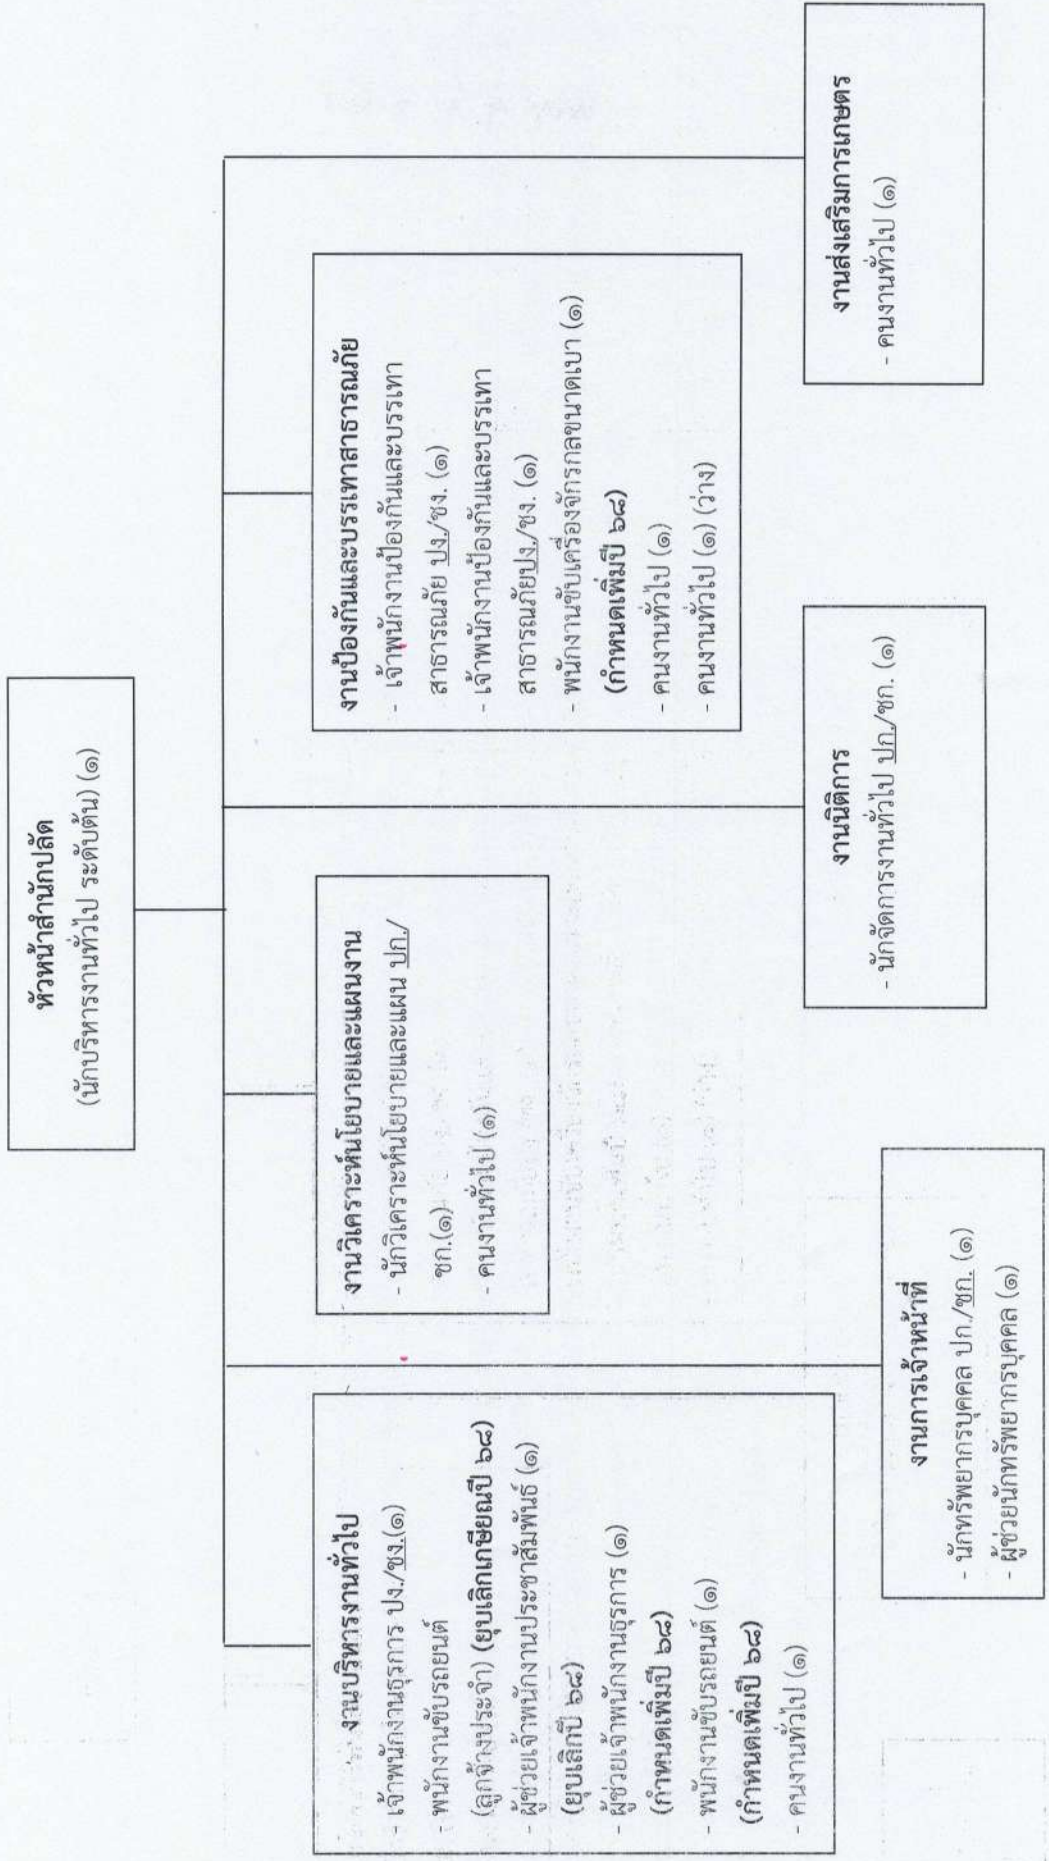 หัวหน้าสำนักปลัด
(นักบริหารงานทั่วไป ระดับต้น) (๑)
งานบริหารงานทั่วไป
- เจ้าพนักงานธุรการ ปง./ชง.(๑)
- พนักงานขับรถยนต์
(ลูกจ้างประจำ) (ยุบเลิกเกษียณปี ๖๘)
- ผู้ช่วยเจ้าพนักงานประชาสัมพันธ์ (๑)
(ยุบเลิกปี ๖๘)
- ผู้ช่วยเจ้าพนักงานธุรการ (๑)
(กำหนดเพิ่มปี ๖๘)
- พนักงานขับรถยนต์ (๑)
(กำหนดเพิ่มปี ๖๘)
- คนงานทั่วไป (๑)
งานวิเคราะห์นโยบายและแผนงาน
- นักวิเคราะห์นโยบายและแผน ปก./
ชก.(๑)
- คนงานทั่วไป (๑)
งานป้องกันและบรรเทาสาธารณภัย
- เจ้าพนักงานป้องกันและบรรเทา
สาธารณภัย ปง./ชง. (๑)
- เจ้าพนักงานป้องกันและบรรเทา
สาธารณภัยปง./ชง. (๑)
- พนักงานขับเครื่องจักรกลขนาดเบา (๑)
(กำหนดเพิ่มปี ๖๘)
- คนงานทั่วไป (๑)
- คนงานทั่วไป (๑) (ว่าง)
งานการเจ้าหน้าที่
- นักทรัพยากรบุคคล ปก./ชก. (๑)
- ผู้ช่วยนักทรัพยากรบุคคล (๑)
งานนิติการ
- นักจัดการงานทั่วไป ปก./ชก. (๑)
งานส่งเสริมการเกษตร
- คนงานทั่วไป (๑)